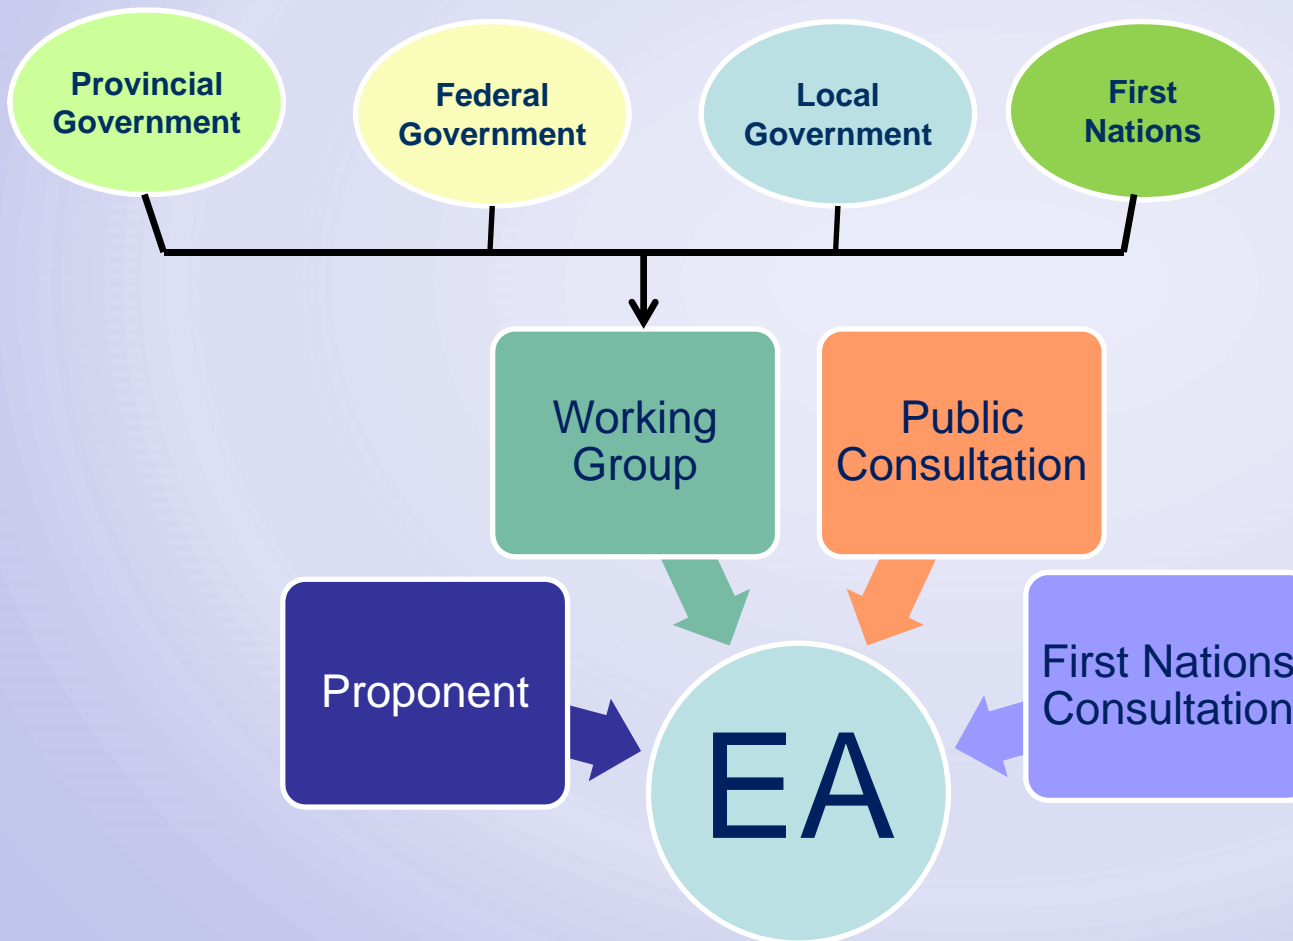 Provincial
Government
Federal
Government
Local
Government
First
Nations
Working
Group
Public
Consultation
Proponent
First Nations
Consultation
EA